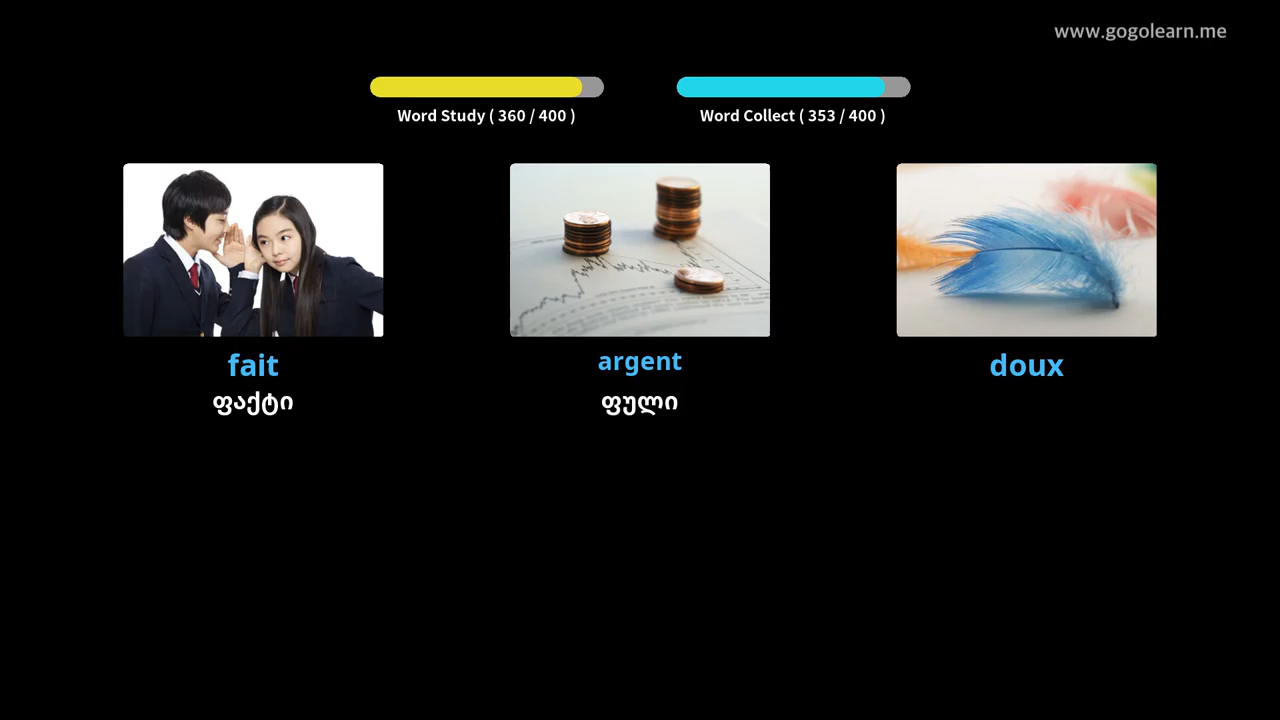 www.gogolearn.me
Word Study ( 360 / 400 )
Word Collect ( 353 / 400 )
fait
ფაქტი
argent
ფული
doux